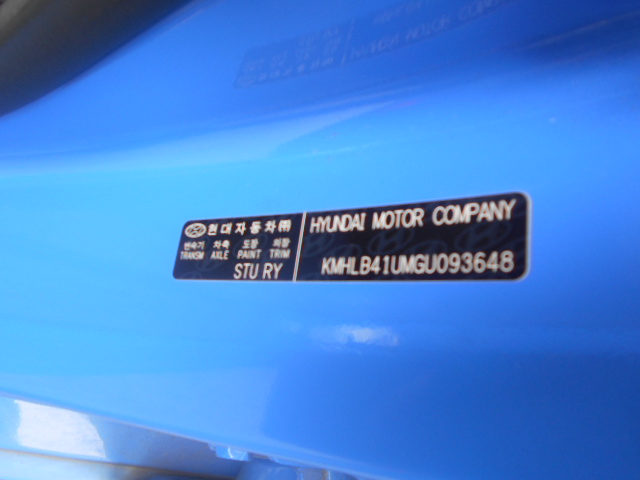 현대자동차㈜
변속기 차축 도장 외장
TRANSM AXLE PAINT TRIM
STU RY
HYUNDAI MOTOR COMPANY
KMHLB41UMGU093648